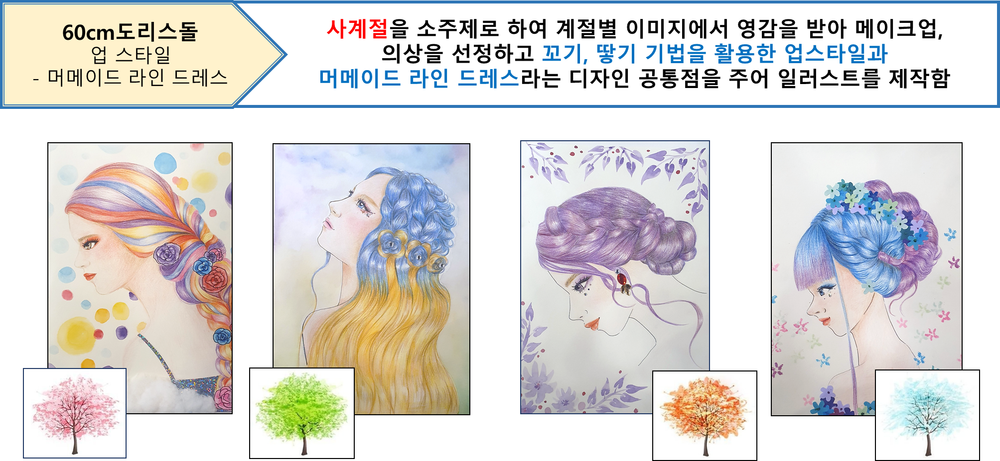 60cm도리스돌
업 스타일
- 머메이드 라인 드레스
사계절을 소주제로 하여 계절별 이미지에서 영감을 받아 메이크업,
의상을 선정하고 꼬기, 땋기 기법을 활용한 업스타일과
머메이드 라인 드레스라는 디자인 공통점을 주어 일러스트를 제작함